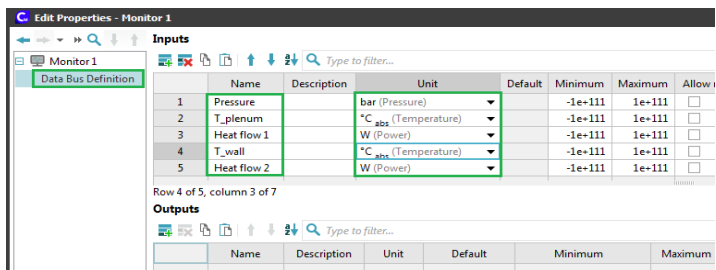 Edit Properties - Monitor 1
Inputs
Monitor 1
Type to filter...
Data Bus Definition
Name Description Unit Default Minimum Maximum Allow
1 Pressure bar (Pressure) -1e+111 1e+111
2 T_plenum °C abs (Temperature) -1e+111 1e+111
3 Heat flow 1 W (Power) -1e+111 1e+111
4 T_wall °C abs (Temperature) -1e+111 1e+111
5 Heat flow 2 W (Power) -1e+111 1e+111
Row 4 of 5, column 3 of 7
Outputs
Type to filter...
Name Description Unit Default Minimum Maximum